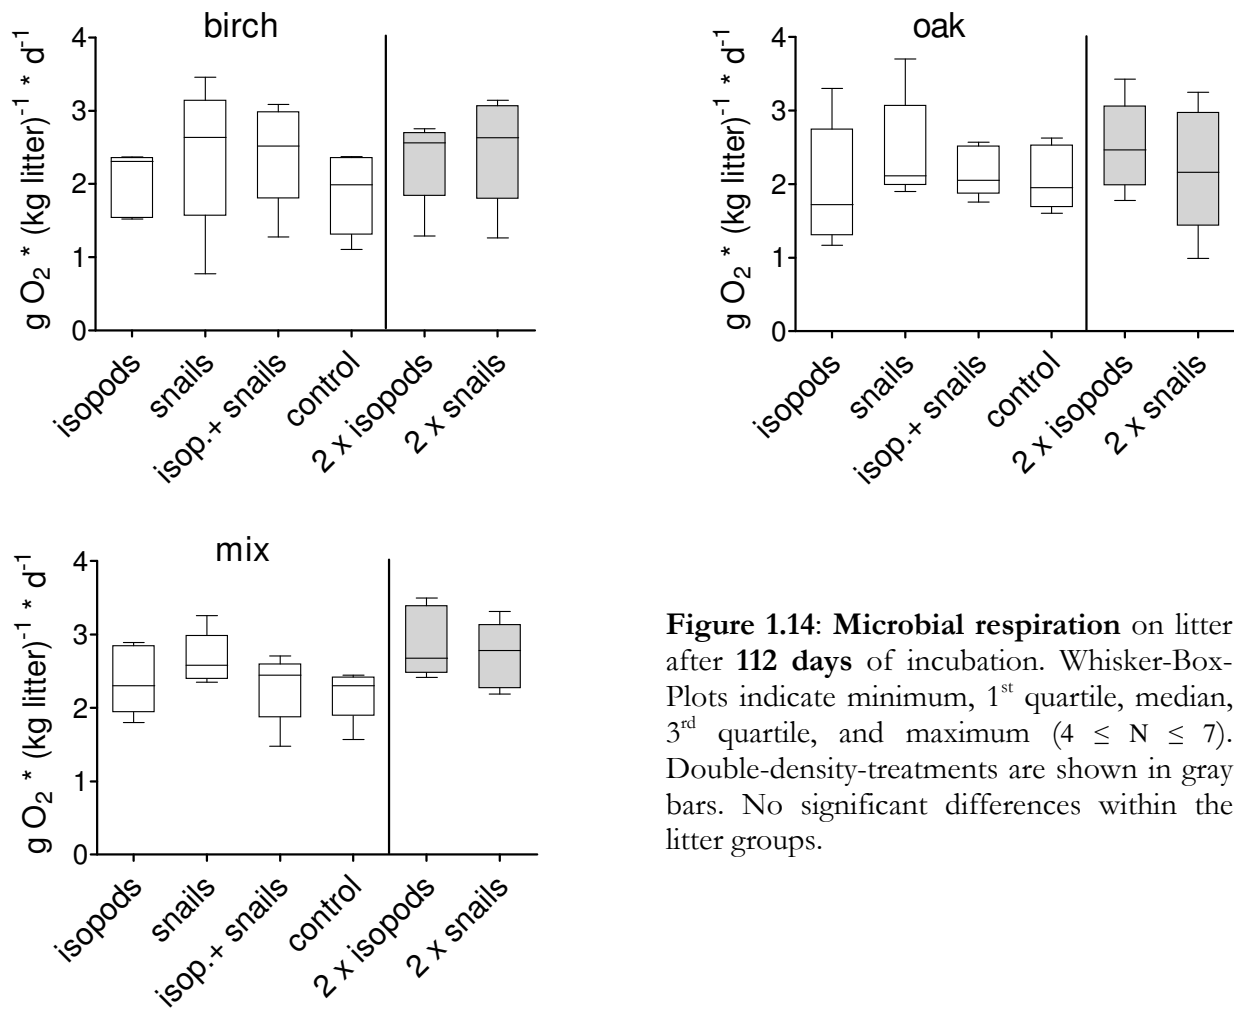 birch
g O2 * (kg litter)-1 * d-1
4
3
2
1
0
isopods
snails
isop.+ snails
control
2 x isopods
2 x snails
oak
g O2 * (kg litter)-1 * d-1
4
3
2
1
0
isopods
snails
isop.+ snails
control
2 x isopods
2 x snails
mix
g O2 * (kg litter)-1 * d-1
4
3
2
1
0
isopods
snails
isop.+ snails
control
2 x isopods
2 x snails
Figure 1.14: Microbial respiration on litter
after 112 days of incubation. Whisker-Box-
Plots indicate minimum, 1st quartile, median,
3rd quartile, and maximum (4 ≤ N ≤ 7).
Double-density-treatments are shown in gray
bars. No significant differences within the
litter groups.